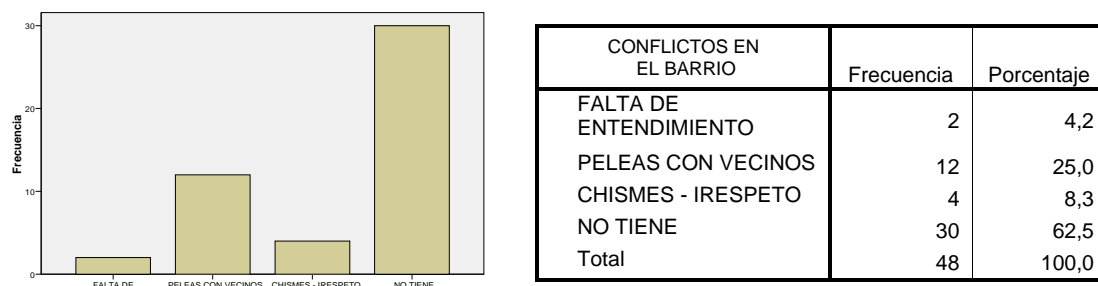 30
20
10
0
Frecuencia
FALTA DE
PELEAS CON VECINOS
CHISMES - IRESPETO
NO TIENE
CONFLICTOS EN
EL BARRIO
Frecuencia
Porcentaje
FALTA DE
ENTENDIMIENTO
2
4,2
PELEAS CON VECINOS
12
25,0
CHISMES - IRESPETO
4
8,3
NO TIENE
30
62,5
Total
48
100,0